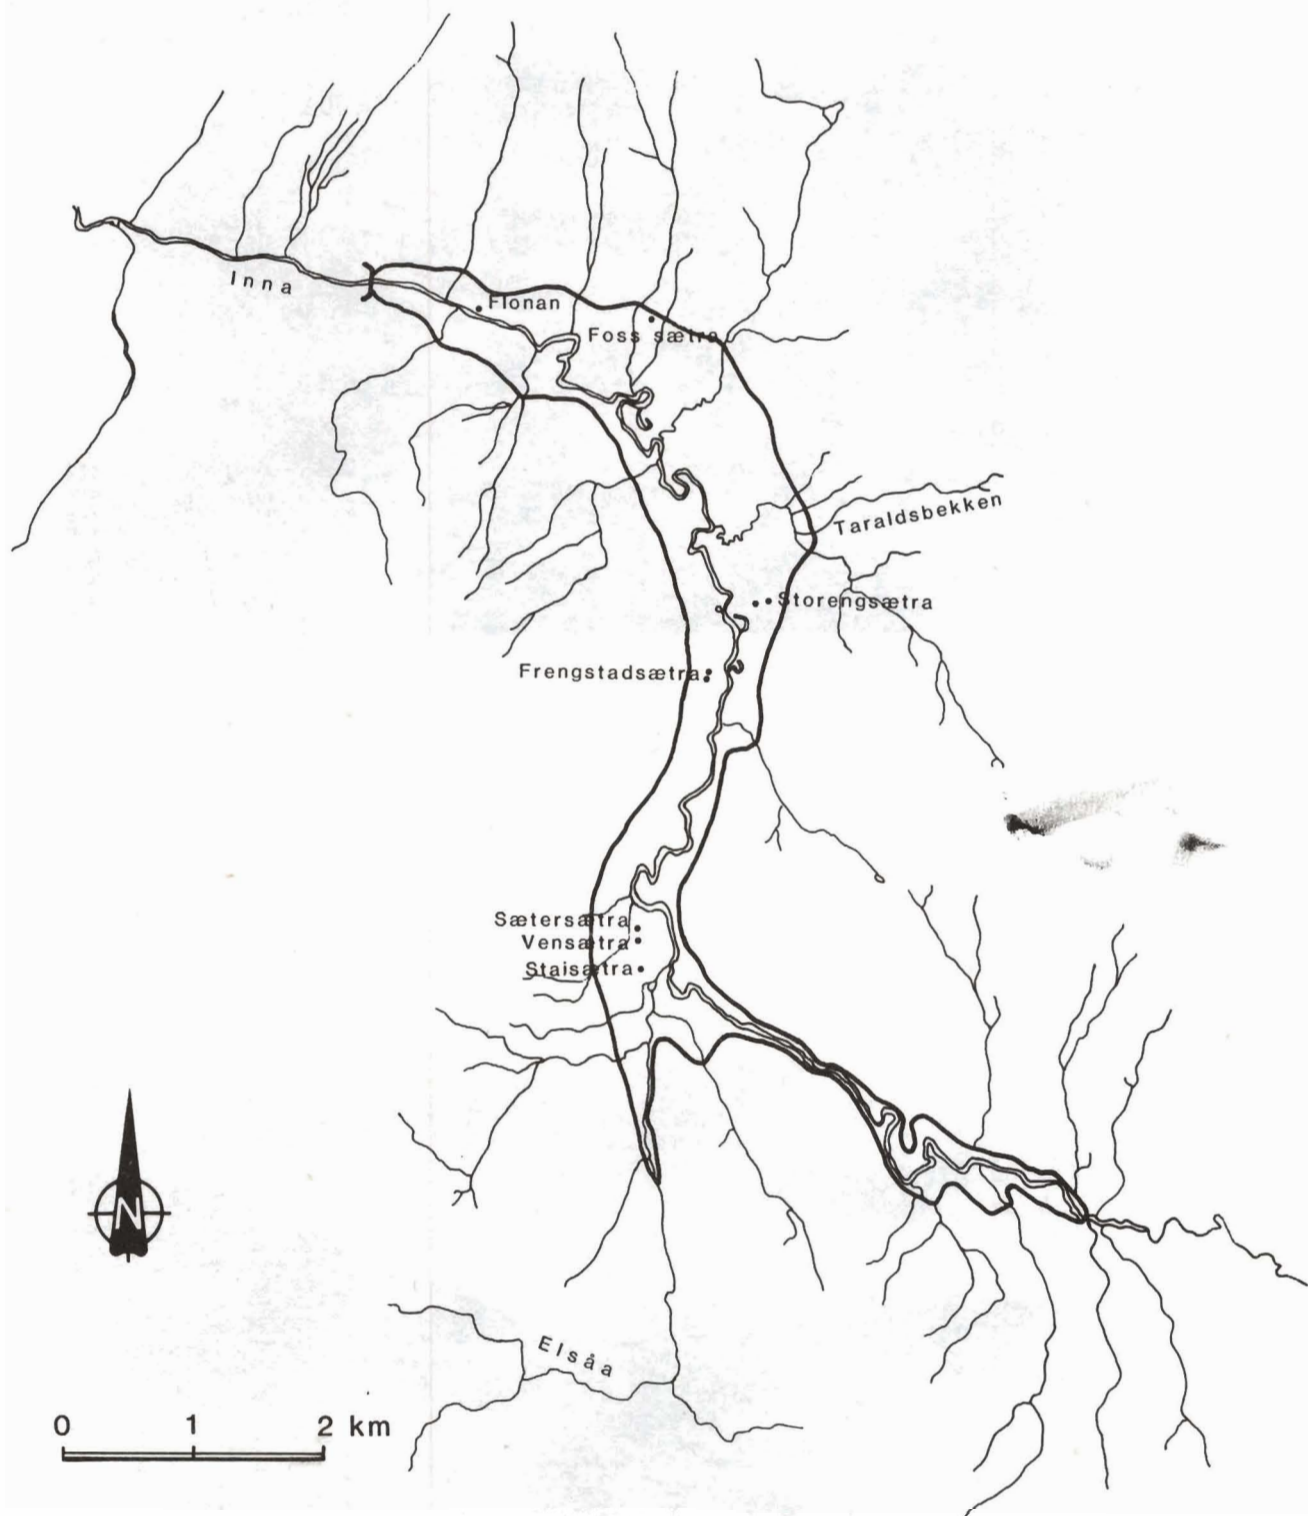 Inna
Flonan
Foss sætra
Taraldsbekken
Storengsætra
Frengstadsætra
Sætersætra
Vensætra
Staisætra
N
Elsåa
0 1 2 km